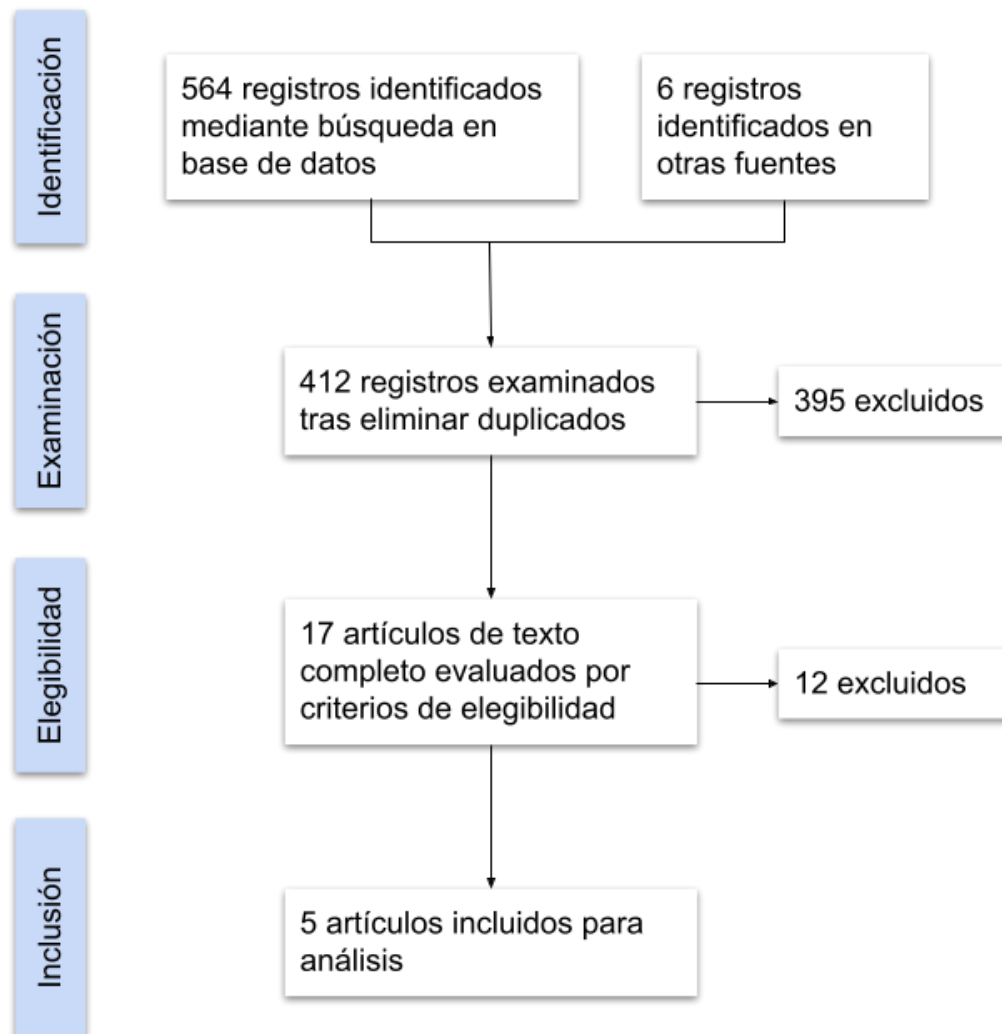 Identificación
564 registros identificados
mediante búsqueda en
base de datos
6 registros
identificados en
otras fuentes
Examinación
412 registros examinados
tras eliminar duplicados
395 excluidos
Elegibilidad
17 artículos de texto
completo evaluados por
criterios de elegibilidad
12 excluidos
Inclusión
5 artículos incluidos para
análisis